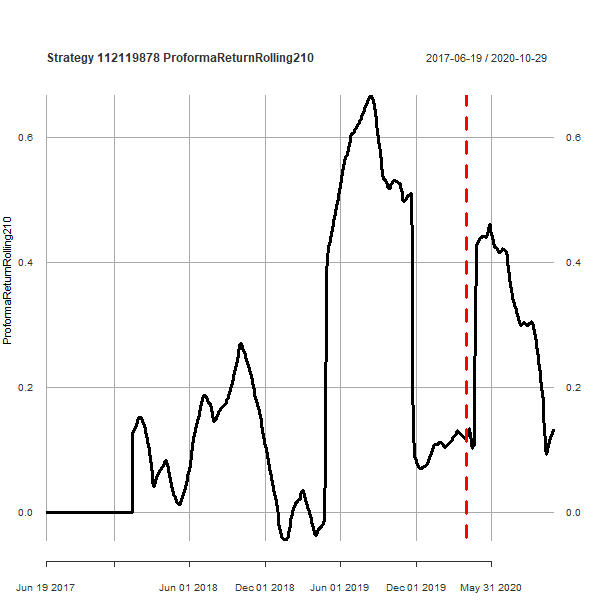 Strategy 112119878 ProformaReturnRolling210
2017-06-19 / 2020-10-29
ProformaReturnRolling210
0.6
0.4
0.2
0.0
0.6
0.4
0.2
0.0
Jun 19 2017
Jun 01 2018
Dec 01 2018
Jun 01 2019
Dec 01 2019
May 31 2020